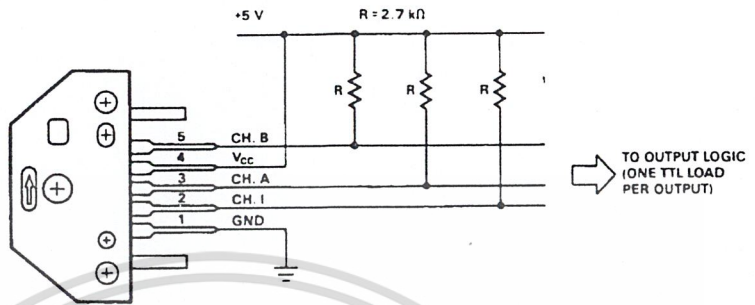 +5 V R = 2.7 kΩ
R R R
5 CH. B
4 VCC
3 CH. A
2 CH. I
1 GND
TO OUTPUT LOGIC
(ONE TTL LOAD
PER OUTPUT)